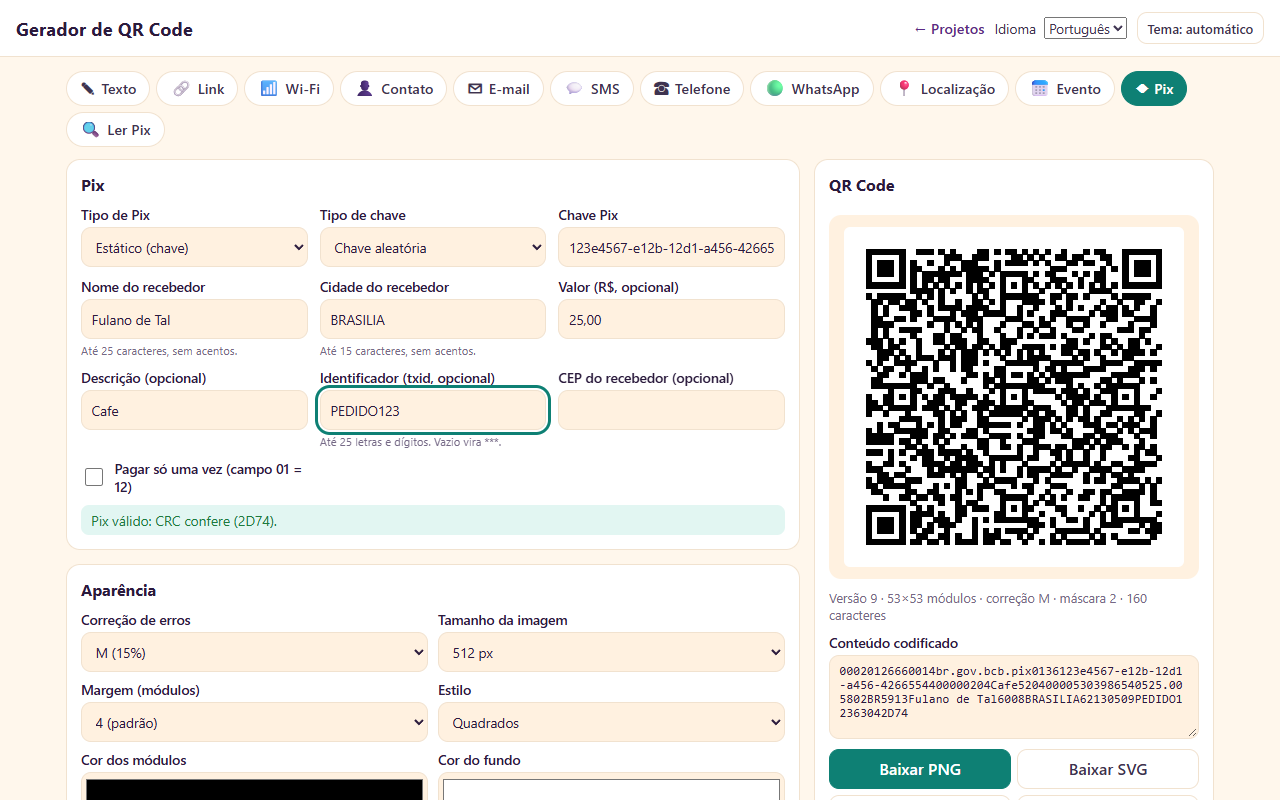 Gerador de QR Code
← Projetos Idioma Português Tema: automático
Texto Link Wi-Fi Contato E-mail SMS Telefone WhatsApp Localização Evento Pix
Ler Pix
Pix
Tipo de Pix Tipo de chave Chave Pix
Estático (chave) Chave aleatória 123e4567-e12b-12d1-a456-42665
Nome do recebedor Cidade do recebedor Valor (R$, opcional)
Fulano de Tal BRASILIA 25,00
Até 25 caracteres, sem acentos. Até 15 caracteres, sem acentos.
Descrição (opcional) Identificador (txid, opcional) CEP do recebedor (opcional)
Cafe PEDIDO123
Até 25 letras e dígitos. Vazio vira ***.
Pagar só uma vez (campo 01 =
12)
Pix válido: CRC confere (2D74).
Aparência
Correção de erros Tamanho da imagem
M (15%) 512 px
Margem (módulos) Estilo
4 (padrão) Quadrados
Cor dos módulos Cor do fundo
QR Code
Versão 9 · 53×53 módulos · correção M · máscara 2 · 160
caracteres
Conteúdo codificado
00020126660014br.gov.bcb.pix0136123e4567-e12b-12d1
-a456-4266554400000204Cafe520400005303986540525.00
5802BR5913Fulano de Tal6008BRASILIA62130509PEDIDO1
2363042D74
Baixar PNG Baixar SVG